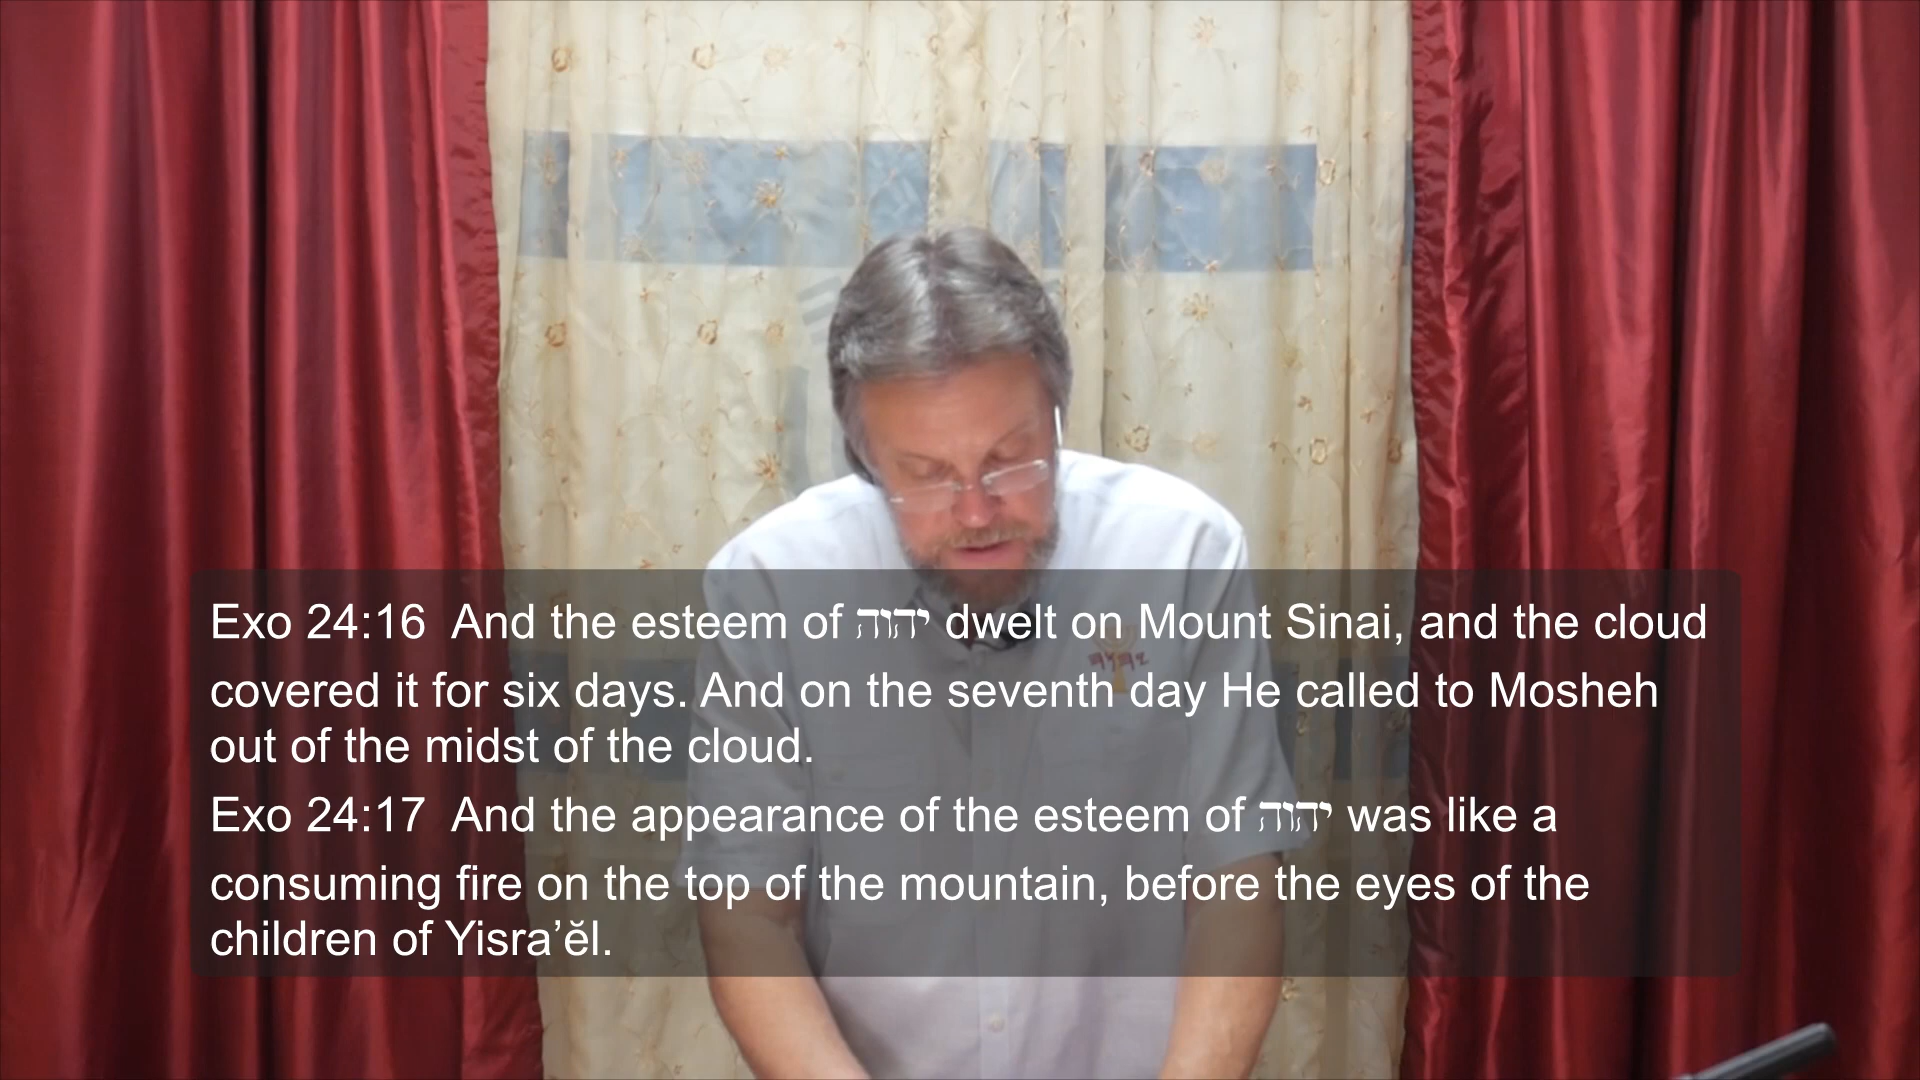 Exo 24:16  And the esteem of יהוה dwelt on Mount Sinai, and the cloud
covered it for six days. And on the seventh day He called to Mosheh
out of the midst of the cloud.
Exo 24:17  And the appearance of the esteem of יהוה was like a
consuming fire on the top of the mountain, before the eyes of the
children of Yisra’ĕl.